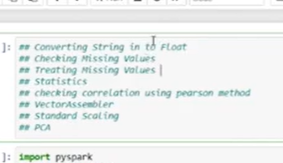 ]: ## Converting String in to Float
## Checking Missing Values
## Treating Missing Values
## Statistics
## checking correlation using pearson method
## VectorAssembler
## Standard Scaling
## PCA
]: import pyspark